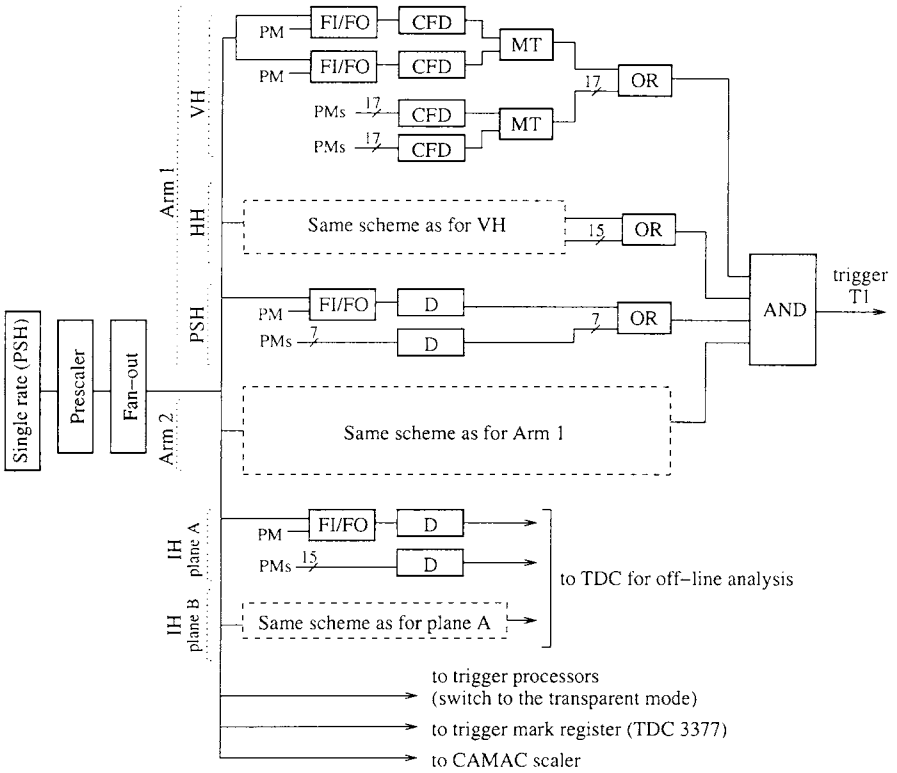 PM
FI/FO
CFD
MT
PM
FI/FO
CFD
17
OR
PMs
17
CFD
MT
PMs
17
CFD
VH
Arm 1
HH
Same scheme as for VH
15
OR
PSH
PM
FI/FO
D
PMs
7
D
7
OR
AND
trigger
T1
Single rate (PSH)
Prescaler
Fan-out
Arm 2
Same scheme as for Arm 1
IH
plane A
PM
FI/FO
D
PMs
15
D
to TDC for off-line analysis
IH
plane B
Same scheme as for plane A
to trigger processors
(switch to the transparent mode)
to trigger mark register (TDC 3377)
to CAMAC scaler